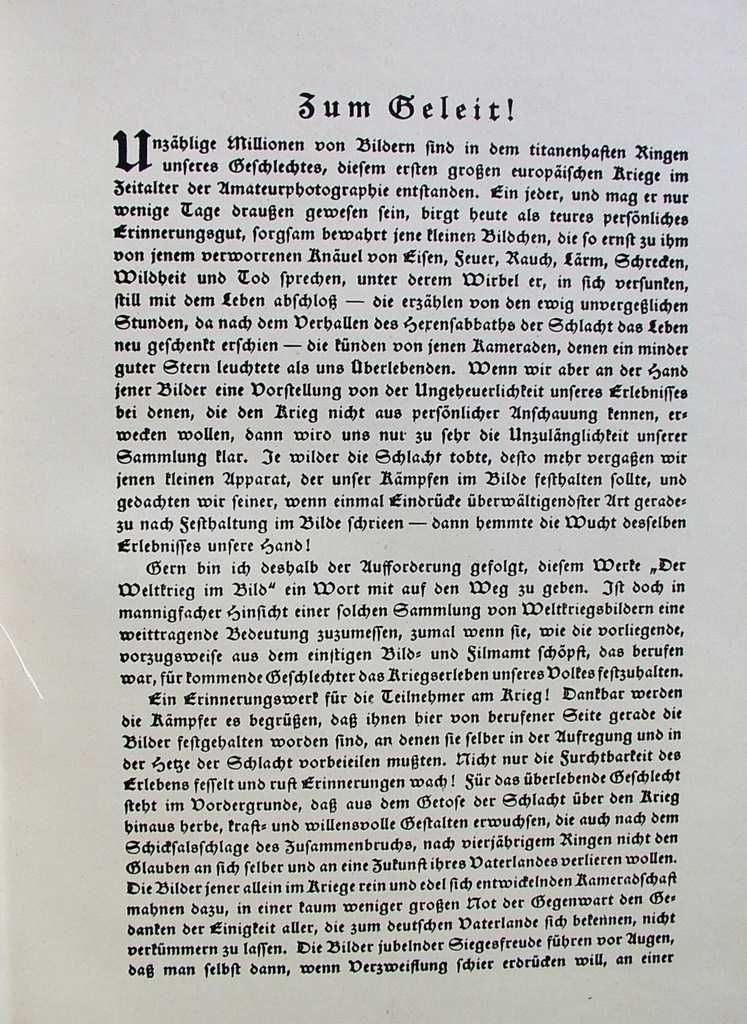 Zum Geleit!
Unzählige Millionen von Bildern sind in dem titanenhaften Ringen
unseres Geschlechtes, diesem ersten großen europäischen Kriege im
Zeitalter der Amateurphotographie entstanden. Ein jeder, und mag er nur
wenige Tage draußen gewesen sein, birgt heute als teures persönliches
Erinnerungsgut, sorgsam bewahrt jene kleinen Bildchen, die so ernst zu ihm
von jenem verworrenen Knäuel von Eisen, Feuer, Rauch, Lärm, Schrecken,
Wildheit und Tod sprechen, unter derem Wirbel er, in sich versunken,
still mit dem Leben abschloß — die erzählen von den ewig unvergeßlichen
Stunden, da nach dem Verhallen des Hexensabbaths der Schlacht das Leben
neu geschenkt erschien — die künden von jenen Kameraden, denen ein minder
guter Stern leuchtete als uns Überlebenden. Wenn wir aber an der Hand
jener Bilder eine Vorstellung von der Ungeheuerlichkeit unseres Erlebnisses
bei denen, die den Krieg nicht aus persönlicher Anschauung kennen, er-
wecken wollen, dann wird uns nur zu sehr die Unzulänglichkeit unserer
Sammlung klar. Je wilder die Schlacht tobte, desto mehr vergaßen wir
jenen kleinen Apparat, der unser Kämpfen im Bilde festhalten sollte, und
gedachten wir seiner, wenn einmal Eindrücke überwältigendster Art gerade-
zu nach Festhaltung im Bilde schrieen — dann hemmte die Wucht desselben
Erlebnisses unsere Hand!
Gern bin ich deshalb der Aufforderung gefolgt, diesem Werke „Der
Weltkrieg im Bild“ ein Wort mit auf den Weg zu geben. Ist doch in
mannigfacher Hinsicht einer solchen Sammlung von Weltkriegsbildern eine
weittragende Bedeutung zuzumessen, zumal wenn sie, wie die vorliegende,
vorzugsweise aus dem einstigen Bild- und Filmamt schöpft, das berufen
war, für kommende Geschlechter das Kriegserleben unseres Volkes festzuhalten.
Ein Erinnerungswerk für die Teilnehmer am Krieg! Dankbar werden
die Kämpfer es begrüßen, daß ihnen hier von berufener Seite gerade die
Bilder festgehalten worden sind, an denen sie selber in der Aufregung und in
der Hetze der Schlacht vorbeieilen mußten. Nicht nur die Furchtbarkeit des
Erlebens fesselt und ruft Erinnerungen wach! Für das überlebende Geschlecht
steht im Vordergrunde, daß aus dem Getose der Schlacht über den Krieg
hinaus herbe, kraft- und willensvolle Gestalten erwuchsen, die auch nach dem
Schicksalsschlage des Zusammenbruchs, nach vierjährigem Ringen nicht den
Glauben an sich selber und an eine Zukunft ihres Vaterlandes verlieren wollen.
Die Bilder jener allein im Kriege rein und edel sich entwickelnden Kameradschaft
mahnen dazu, in einer kaum weniger großen Not der Gegenwart den Ge-
danken der Einigkeit aller, die zum deutschen Vaterlande sich bekennen, nicht
verkümmern zu lassen. Die Bilder jubelnder Siegesfreude führen vor Augen,
daß man selbst dann, wenn Verzweiflung schier erdrücken will, an einer